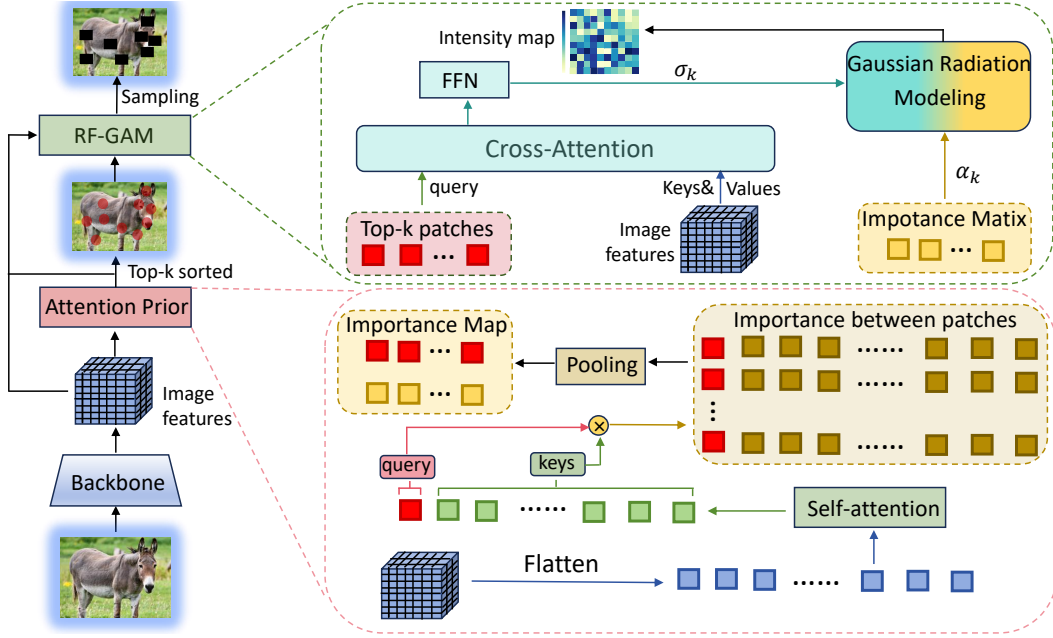 Sampling
RF-GAM
Top-k sorted
Attention Prior
Image
features
Backbone
Intensity map
FFN
σk
Gaussian Radiation
Modeling
Cross-Attention
query
Keys& Values
αk
Top-k patches
...
Image
features
Impotance Matix
...
Importance Map
...
...
Pooling
Importance between patches
......
......
⋮
......
×
query
keys
......
Self-attention
Flatten
......